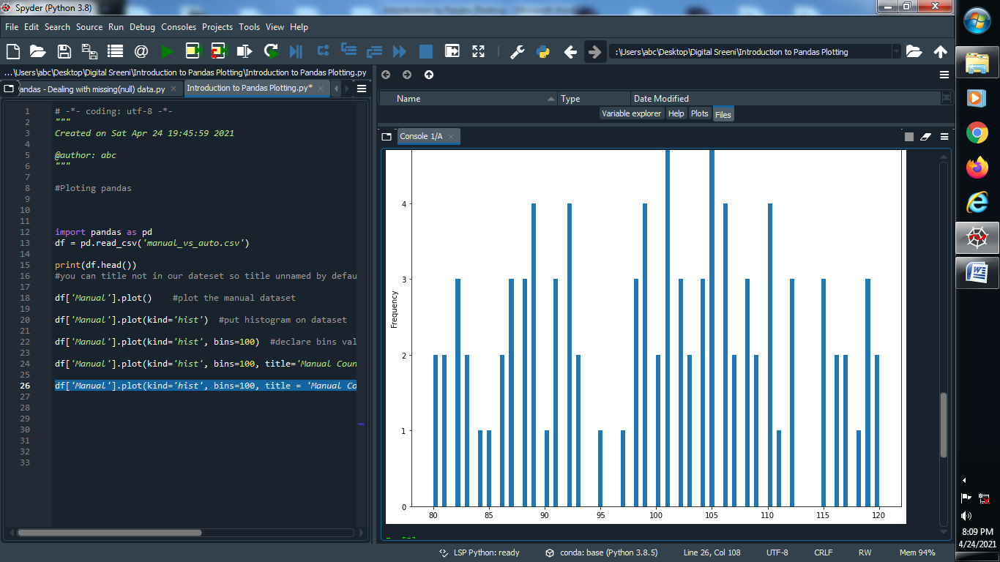 Spyder (Python 3.8)
File Edit Search Source Run Debug Consoles Projects Tools View Help
:\Users\abc\Desktop\Digital Sreeni\Introduction to Pandas Plotting
...\Users\abc\Desktop\Digital Sreeni\Introduction to Pandas Plotting\Introduction to Pandas Plotting.py
andas - Dealing with missing(null) data.py
Introduction to Pandas Plotting.py*
1 # -*- coding: utf-8 -*-
2 """
3 Created on Sat Apr 24 19:45:59 2021
4
5 @author: abc
6 """
7
8 #Ploting pandas
9
10
11
12 import pandas as pd
13 df = pd.read_csv('manual_vs_auto.csv')
14
15 print(df.head())
16 #you can title not in our dateset so title unnamed by defau
17
18 df['Manual'].plot()    #plot the manual dataset
19
20 df['Manual'].plot(kind='hist')  #put histogram on dataset
21
22 df['Manual'].plot(kind='hist', bins=100)  #declare bins val
23
24 df['Manual'].plot(kind='hist', bins=100, title='Manual Coun
25
26 df['Manual'].plot(kind='hist', bins=100, title = 'Manual Co
27
28
29
30
31
32
33
Name Type Date Modified
Variable explorer Help Plots Files
Console 1/A
Frequency
4
3
2
1
0
80 85 90 95 100 105 110 115 120
LSP Python: ready conda: base (Python 3.8.5) Line 26, Col 108 UTF-8 CRLF RW Mem 94%
8:09 PM
4/24/2021